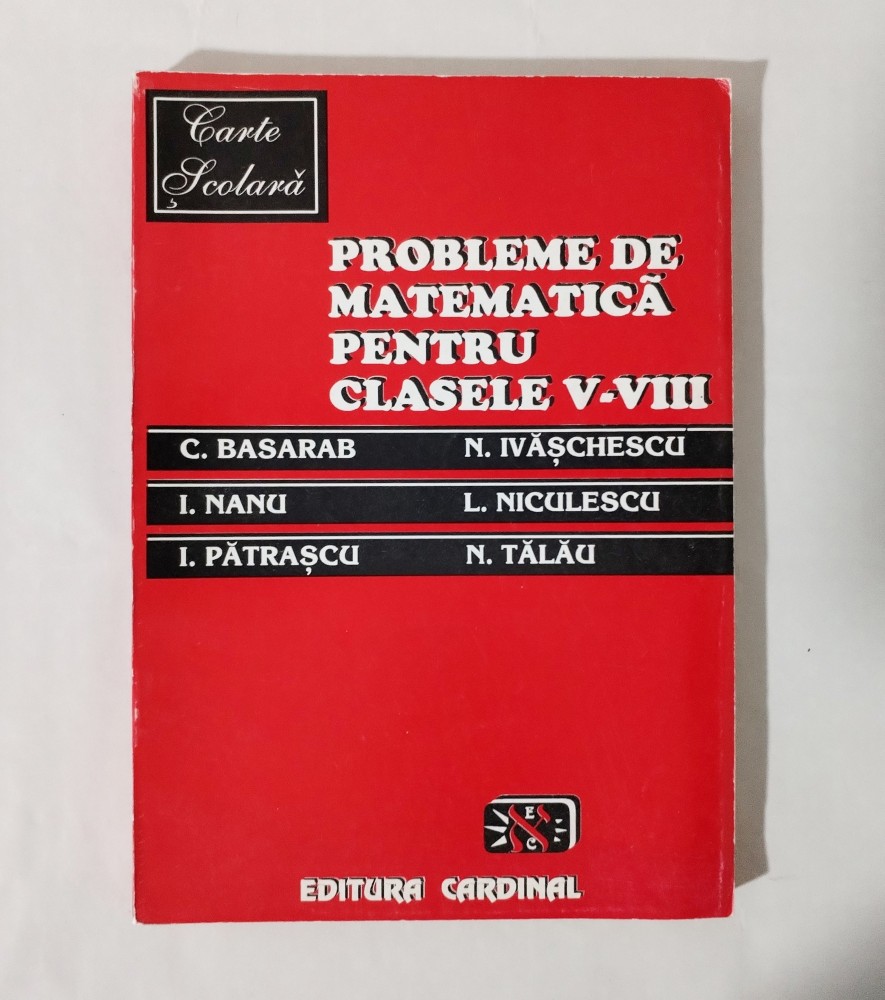 Carte
Școlară
PROBLEME DE
MATEMATICĂ
PENTRU
CLASELE V-VIII
C. BASARAB N. IVĂȘCHESCU
I. NANU L. NICULESCU
I. PĂTRAȘCU N. TĂLĂU
E
C
EDITURA CARDINAL